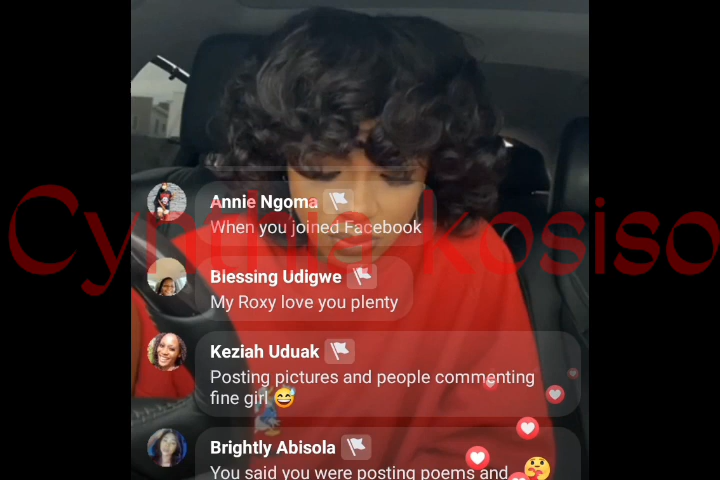 Annie Ngoma
When you joined Facebook
Cynthia kosiso
Blessing Udigwe
My Roxy love you plenty
Keziah Uduak
Posting pictures and people commenting
fine girl 😅
Brightly Abisola
You said you were posting poems and